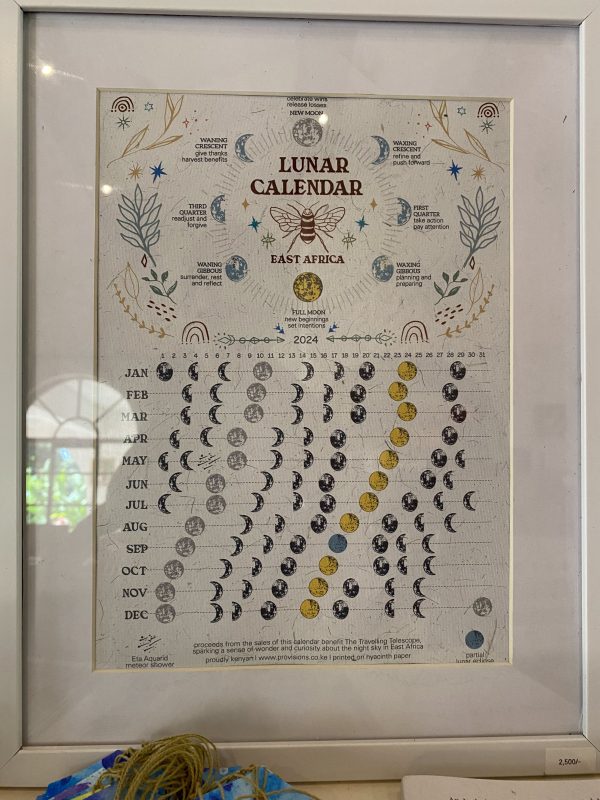 celebrate wins
release losses
NEW MOON
WANING
CRESCENT
give thanks
harvest benefits
WAXING
CRESCENT
refine and
push forward
LUNAR
CALENDAR
THIRD
QUARTER
readjust and
forgive
FIRST
QUARTER
take action
pay attention
EAST AFRICA
WANING
GIBBOUS
surrender, rest
and reflect
WAXING
GIBBOUS
planning and
preparing
FULL MOON
new beginnings
set intentions
2024
1 2 3 4 5 6 7 8 9 10 11 12 13 14 15 16 17 18 19 20 21 22 23 24 25 26 27 28 29 30 31
JAN
FEB
MAR
APR
MAY
JUN
JUL
AUG
SEP
OCT
NOV
DEC
proceeds from the sales of this calendar benefit The Travelling Telescope,
sparking a sense of wonder and curiosity about the night sky in East Africa
proudly kenyan | www.provisions.co.ke | printed on hyacinth paper
Eta Aquarid
meteor shower
partial
lunar eclipse
2,500/-